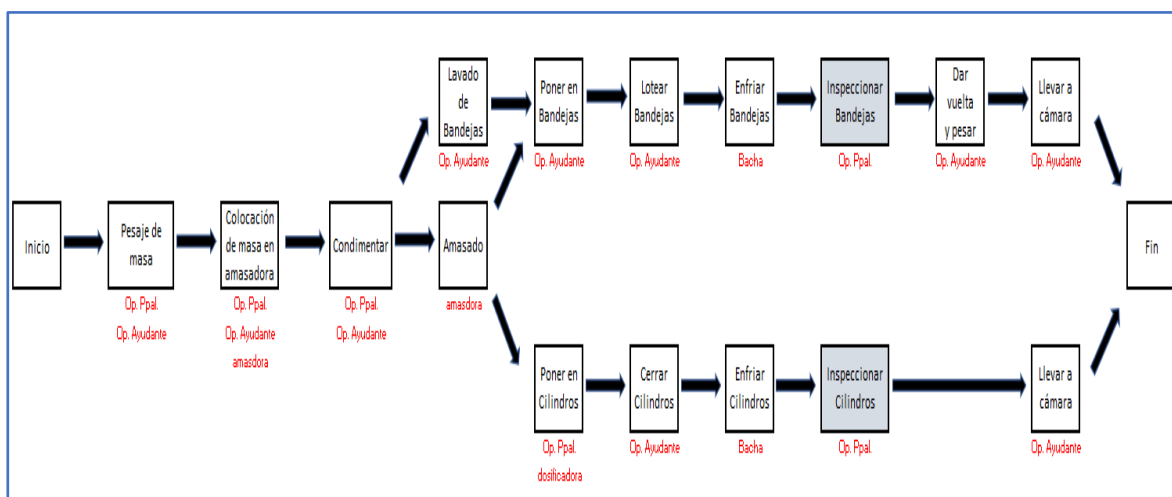 Lavado
de
Bandejas
Op. Ayudante
Poner en
Bandejas
Op. Ayudante
Lotear
Bandejas
Op. Ayudante
Enfriar
Bandejas
Bacha
Inspeccionar
Bandejas
Op. Ppal.
Dar
vuelta
y pesar
Op. Ayudante
Llevar a
cámara
Op. Ayudante
Inicio
Pesaje de
masa
Op. Ppal.
Op. Ayudante
Colocación
de masa en
amasadora
Op. Ppal.
Op. Ayudante
amasdora
Condimentar
Op. Ppal.
Op. Ayudante
Amasado
amasdora
Fin
Poner en
Cilindros
Op. Ppal.
dosificadora
Cerrar
Cilindros
Op. Ayudante
Enfriar
Cilindros
Bacha
Inspeccionar
Cilindros
Op. Ppal.
Llevar a
cámara
Op. Ayudante